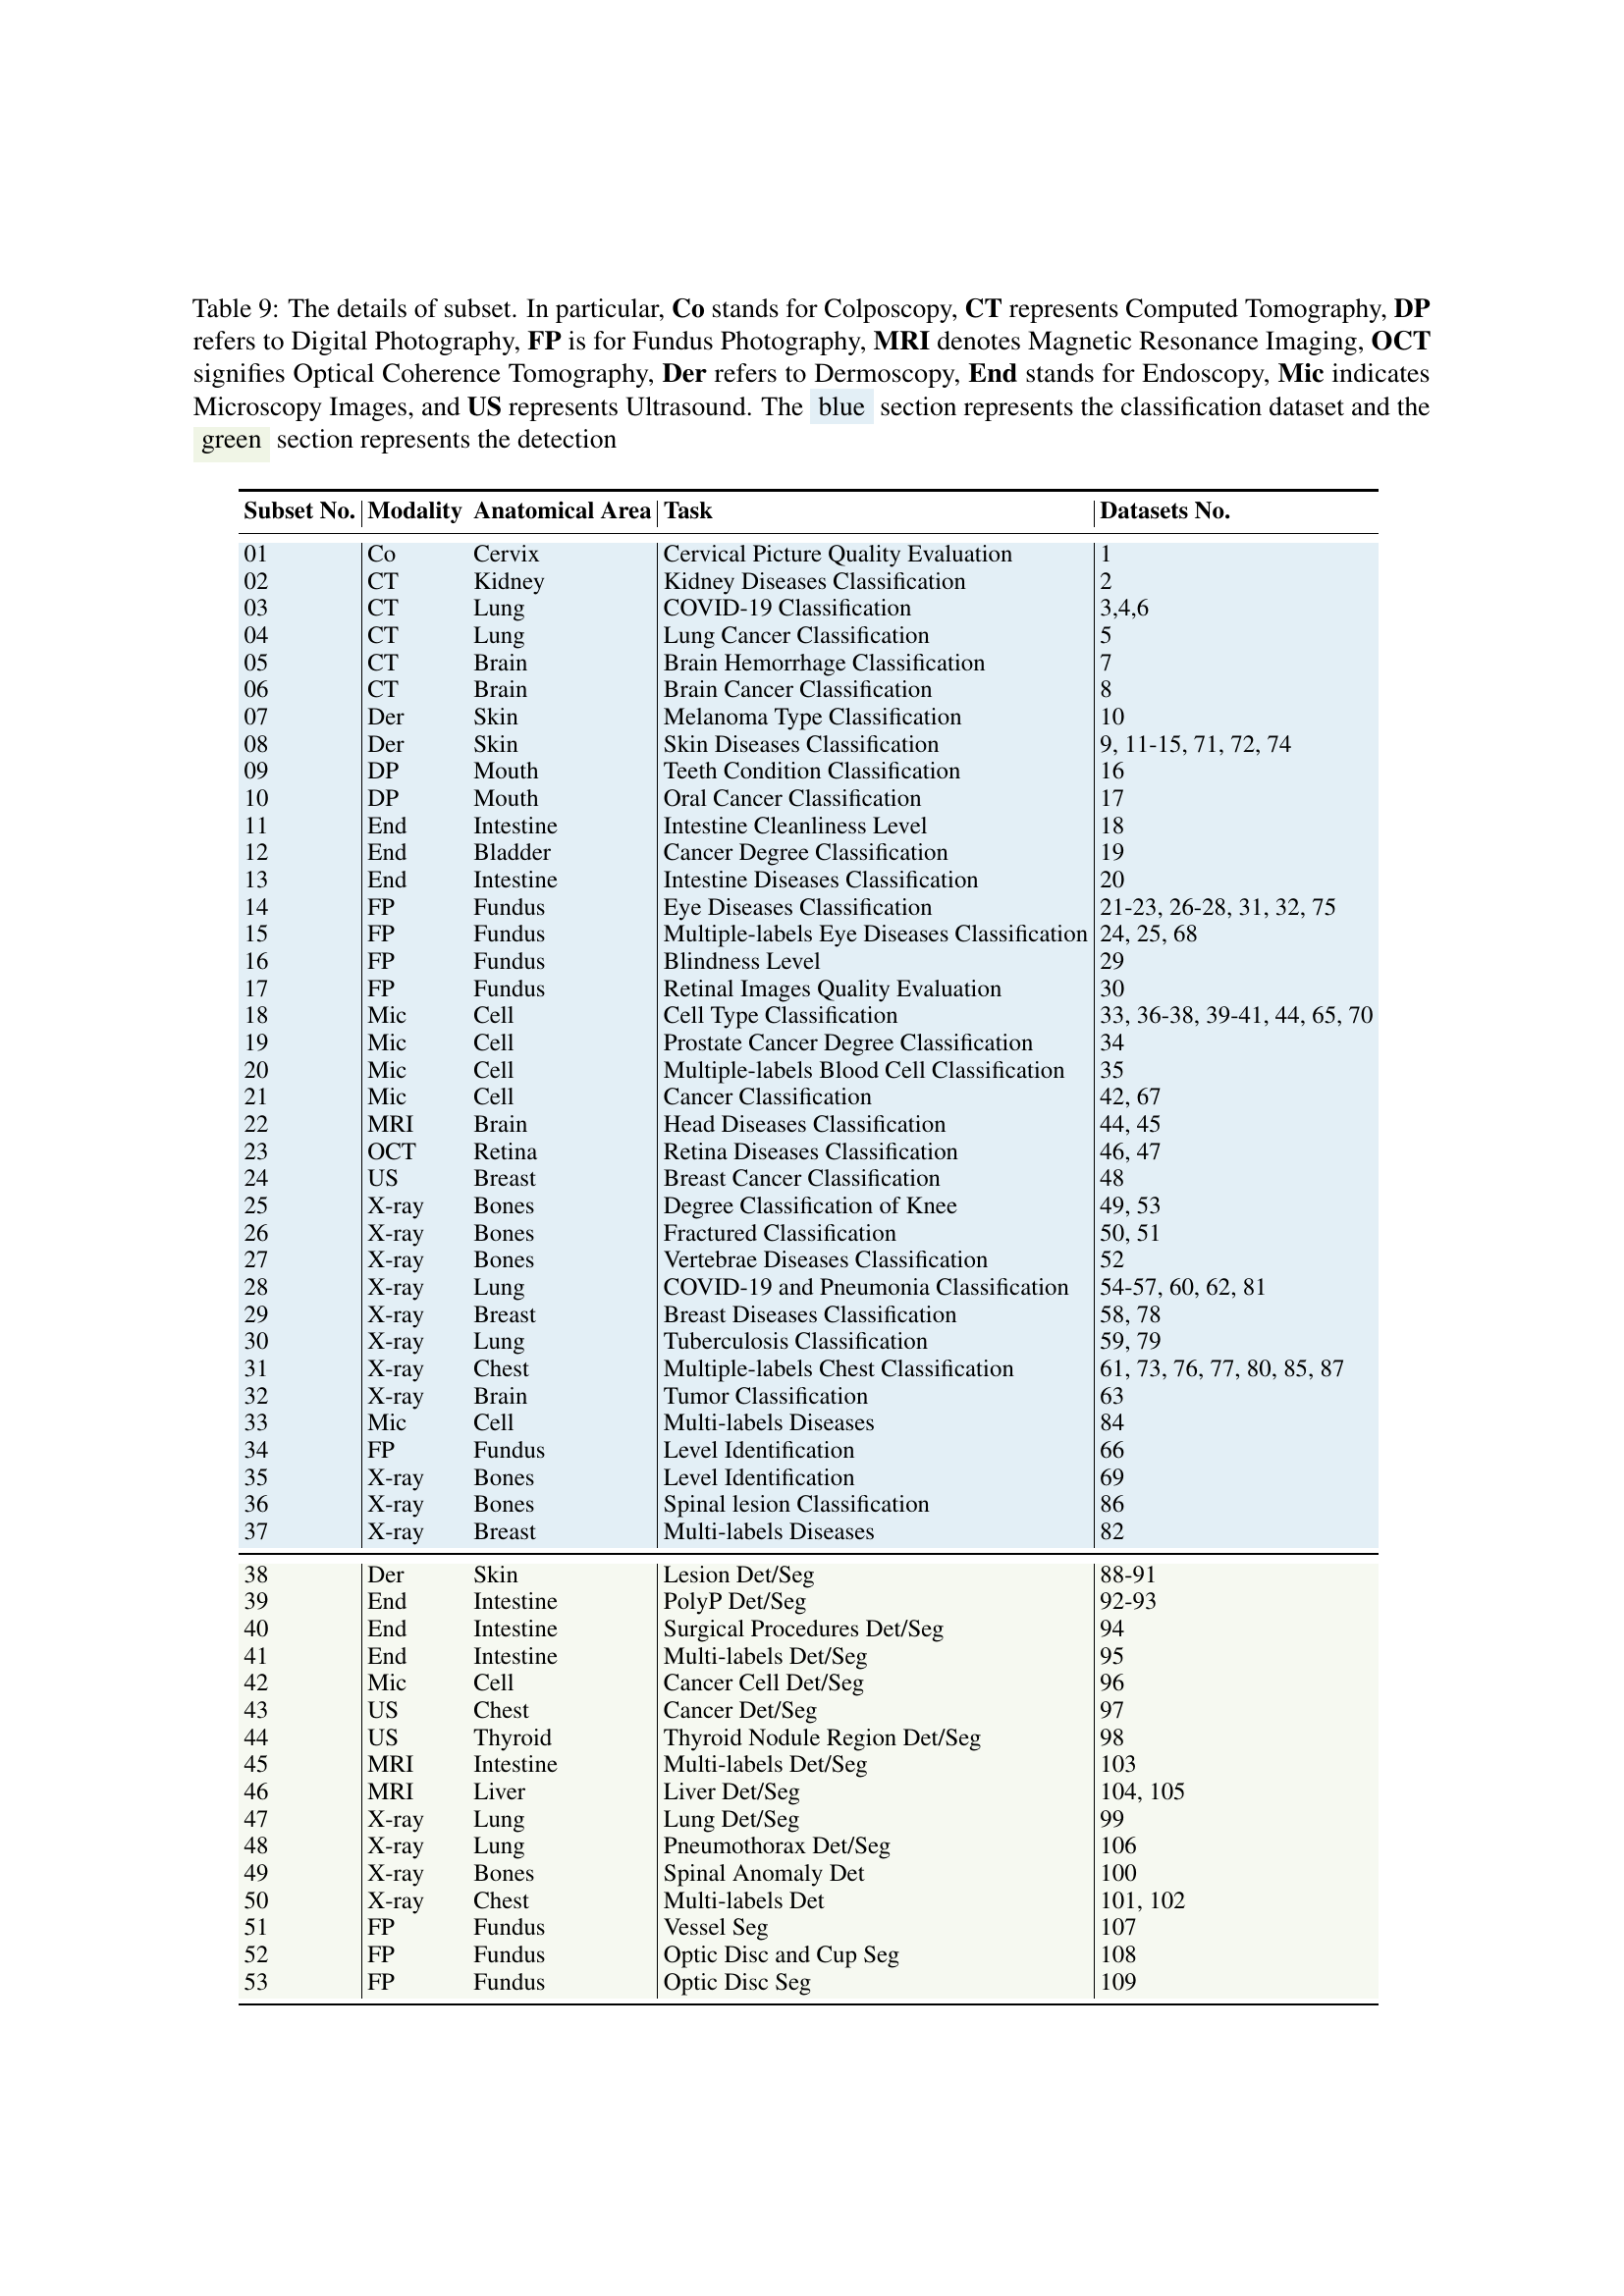 Table 9: The details of subset. In particular, Co stands for Colposcopy, CT represents Computed Tomography, DP
refers to Digital Photography, FP is for Fundus Photography, MRI denotes Magnetic Resonance Imaging, OCT
signifies Optical Coherence Tomography, Der refers to Dermoscopy, End stands for Endoscopy, Mic indicates
Microscopy Images, and US represents Ultrasound. The blue section represents the classification dataset and the
green section represents the detection
Subset No. Modality Anatomical Area Task Datasets No.
01 Co Cervix Cervical Picture Quality Evaluation 1
02 CT Kidney Kidney Diseases Classification 2
03 CT Lung COVID-19 Classification 3,4,6
04 CT Lung Lung Cancer Classification 5
05 CT Brain Brain Hemorrhage Classification 7
06 CT Brain Brain Cancer Classification 8
07 Der Skin Melanoma Type Classification 10
08 Der Skin Skin Diseases Classification 9, 11-15, 71, 72, 74
09 DP Mouth Teeth Condition Classification 16
10 DP Mouth Oral Cancer Classification 17
11 End Intestine Intestine Cleanliness Level 18
12 End Bladder Cancer Degree Classification 19
13 End Intestine Intestine Diseases Classification 20
14 FP Fundus Eye Diseases Classification 21-23, 26-28, 31, 32, 75
15 FP Fundus Multiple-labels Eye Diseases Classification 24, 25, 68
16 FP Fundus Blindness Level 29
17 FP Fundus Retinal Images Quality Evaluation 30
18 Mic Cell Cell Type Classification 33, 36-38, 39-41, 44, 65, 70
19 Mic Cell Prostate Cancer Degree Classification 34
20 Mic Cell Multiple-labels Blood Cell Classification 35
21 Mic Cell Cancer Classification 42, 67
22 MRI Brain Head Diseases Classification 44, 45
23 OCT Retina Retina Diseases Classification 46, 47
24 US Breast Breast Cancer Classification 48
25 X-ray Bones Degree Classification of Knee 49, 53
26 X-ray Bones Fractured Classification 50, 51
27 X-ray Bones Vertebrae Diseases Classification 52
28 X-ray Lung COVID-19 and Pneumonia Classification 54-57, 60, 62, 81
29 X-ray Breast Breast Diseases Classification 58, 78
30 X-ray Lung Tuberculosis Classification 59, 79
31 X-ray Chest Multiple-labels Chest Classification 61, 73, 76, 77, 80, 85, 87
32 X-ray Brain Tumor Classification 63
33 Mic Cell Multi-labels Diseases 84
34 FP Fundus Level Identification 66
35 X-ray Bones Level Identification 69
36 X-ray Bones Spinal lesion Classification 86
37 X-ray Breast Multi-labels Diseases 82
38 Der Skin Lesion Det/Seg 88-91
39 End Intestine PolyP Det/Seg 92-93
40 End Intestine Surgical Procedures Det/Seg 94
41 End Intestine Multi-labels Det/Seg 95
42 Mic Cell Cancer Cell Det/Seg 96
43 US Chest Cancer Det/Seg 97
44 US Thyroid Thyroid Nodule Region Det/Seg 98
45 MRI Intestine Multi-labels Det/Seg 103
46 MRI Liver Liver Det/Seg 104, 105
47 X-ray Lung Lung Det/Seg 99
48 X-ray Lung Pneumothorax Det/Seg 106
49 X-ray Bones Spinal Anomaly Det 100
50 X-ray Chest Multi-labels Det 101, 102
51 FP Fundus Vessel Seg 107
52 FP Fundus Optic Disc and Cup Seg 108
53 FP Fundus Optic Disc Seg 109